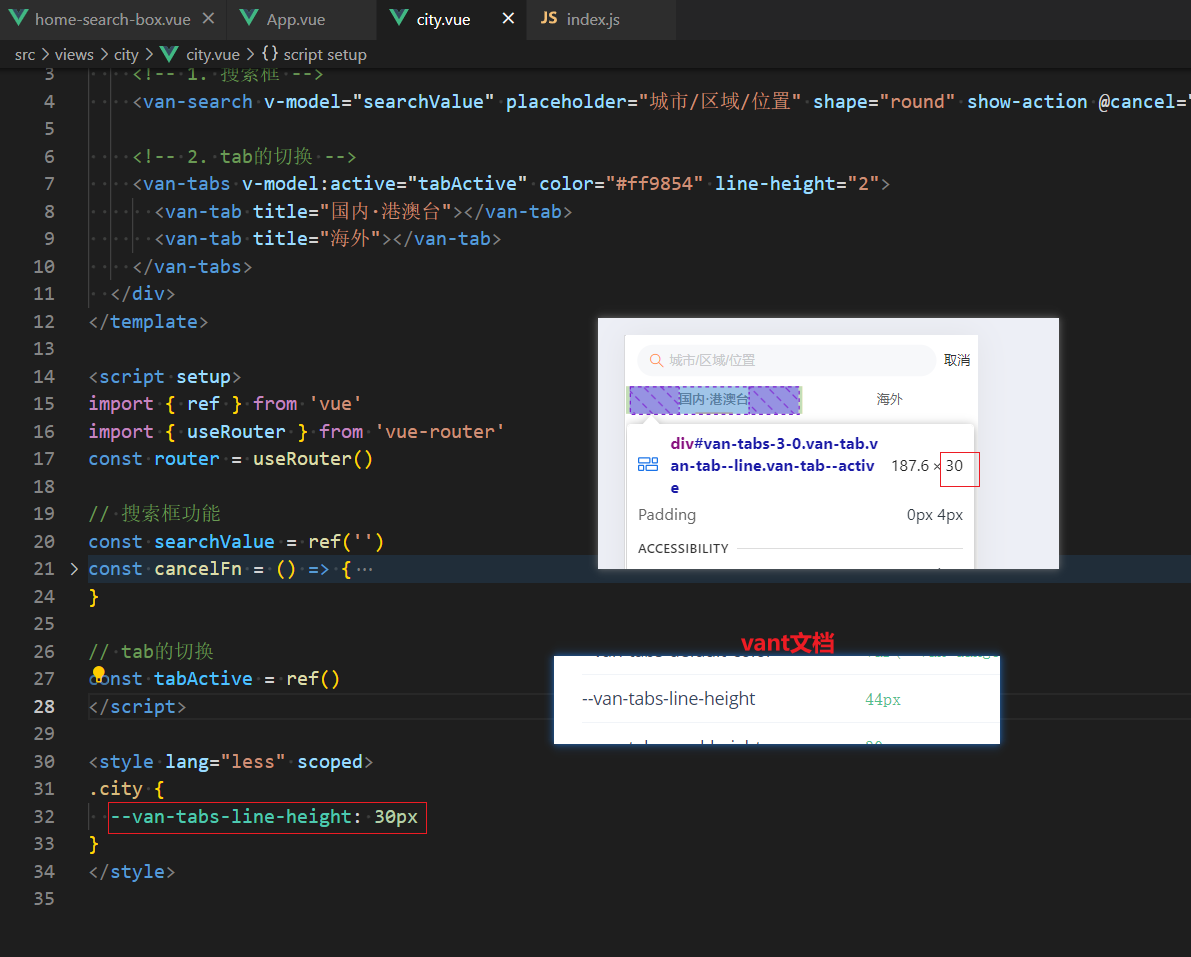 home-search-box.vue
App.vue
city.vue
JS index.js
src > views > city > city.vue > {} script setup
3 <!-- 1. 搜索框 -->
4 <van-search v-model="searchValue" placeholder="城市/区域/位置" shape="round" show-action @cancel="
5
6 <!-- 2. tab的切换 -->
7 <van-tabs v-model:active="tabActive" color="#ff9854" line-height="2">
8 <van-tab title="国内·港澳台"></van-tab>
9 <van-tab title="海外"></van-tab>
10 </van-tabs>
11 </div>
12 </template>
13
14 <script setup>
15 import { ref } from 'vue'
16 import { useRouter } from 'vue-router'
17 const router = useRouter()
18
19 // 搜索框功能
20 const searchValue = ref('')
21 const cancelFn = () => {···
24 }
25
26 // tab的切换
27 const tabActive = ref()
28 </script>
29
30 <style lang="less" scoped>
31 .city {
32 --van-tabs-line-height: 30px
33 }
34 </style>
35
城市/区域/位置 取消
国内·港澳台 海外
div#van-tabs-3-0.van-tab.v
an-tab--line.van-tab--activ 187.6 × 30
e
Padding 0px 4px
ACCESSIBILITY
vant文档
--van-tabs-line-height 44px